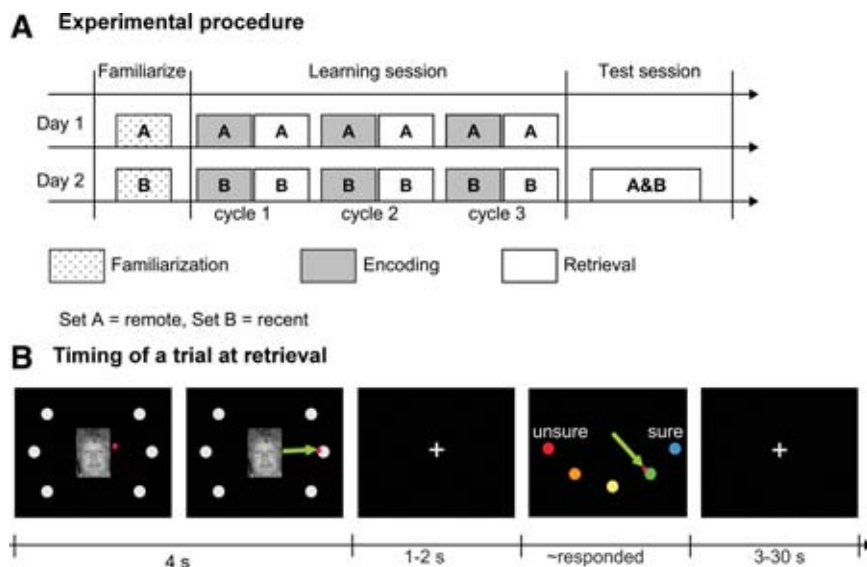 A Experimental procedure
Familiarize Learning session Test session
Day 1 A A A A A A A
Day 2 B B B B B B B A&B
cycle 1 cycle 2 cycle 3
Familiarization Encoding Retrieval
Set A = remote, Set B = recent
B Timing of a trial at retrieval
unsure sure
4 s 1-2 s ~responded 3-30 s